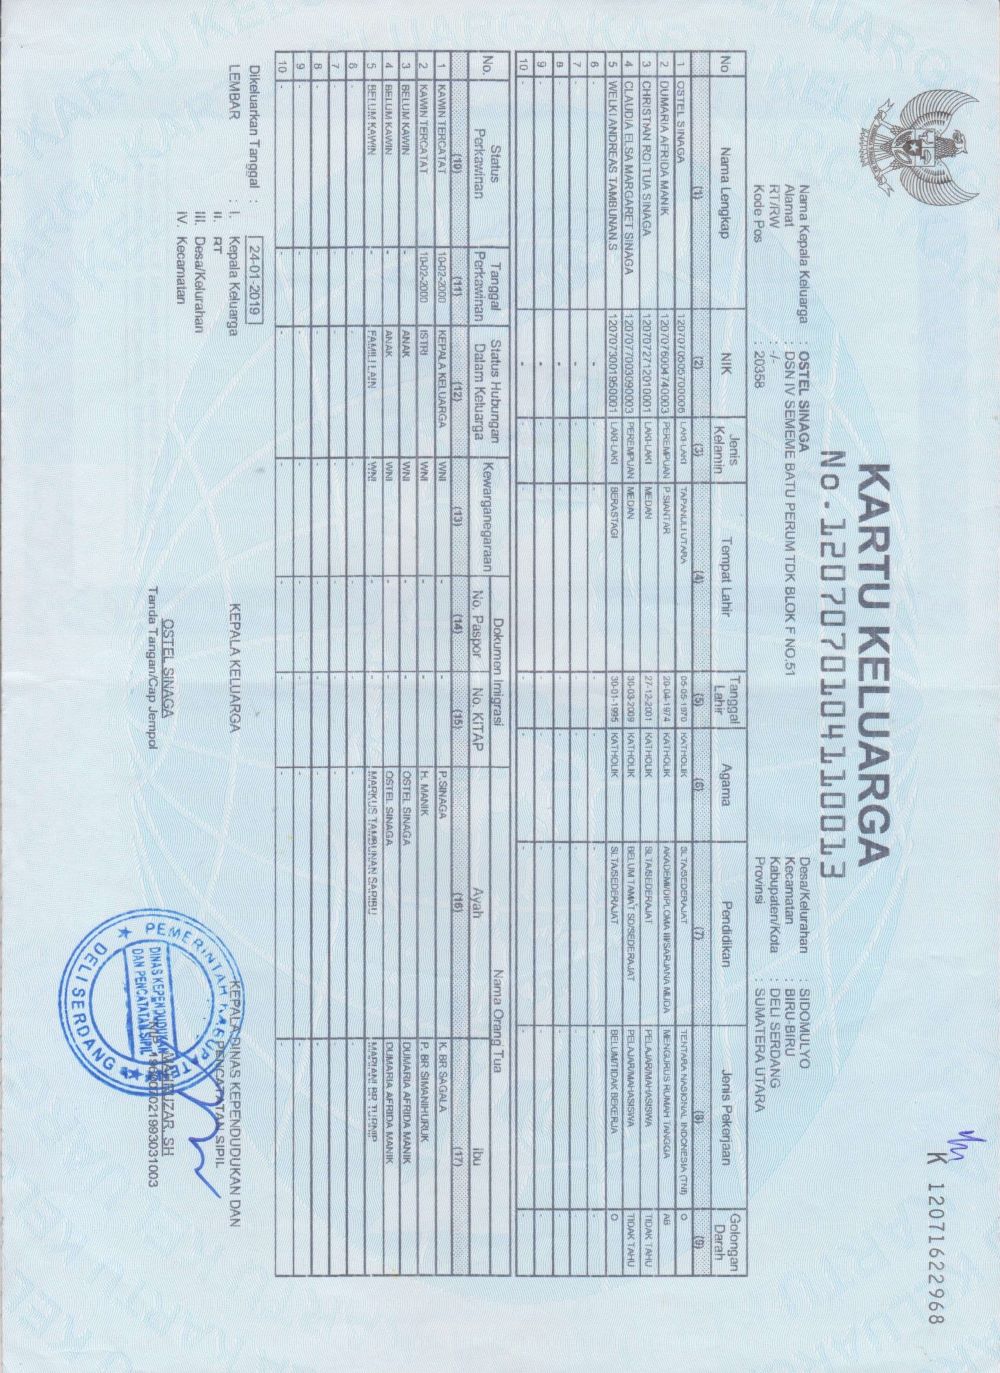 K 12071622968
KARTU KELUARGA
No. 1207070104110013
Nama Kepala Keluarga : OSTEL SINAGA
Alamat : DSN IV SEMEME BATU PERUM TDK BLOK F NO.51
RT/RW : -/-
Kode Pos : 20358
Desa/Kelurahan : SIDOMULYO
Kecamatan : BIRU-BIRU
Kabupaten/Kota : DELI SERDANG
Provinsi : SUMATERA UTARA
No Nama Lengkap NIK Jenis Kelamin Tempat Lahir Tanggal Lahir Agama Pendidikan Jenis Pekerjaan Golongan Darah
(1) (2) (3) (4) (5) (6) (7) (8) (9)
1 OSTEL SINAGA 1207070505700006 LAKI-LAKI TAPANULI UTARA 05-05-1970 KATHOLIK SLTA/SEDERAJAT TENTARA NASIONAL INDONESIA (TNI) O
2 DUMARIA AFRIDA MANIK 1207076004740003 PEREMPUAN P.SIANTAR 20-04-1974 KATHOLIK AKADEMI/DIPLOMA III/SARJANA MUDA MENGURUS RUMAH TANGGA AB
3 CHRISTIAN ROI TUA SINAGA 1207072712010001 LAKI-LAKI MEDAN 27-12-2001 KATHOLIK SLTA/SEDERAJAT PELAJAR/MAHASISWA TIDAK TAHU
4 CLAUDIA ELSA MARGARET SINAGA 1207077003090003 PEREMPUAN MEDAN 30-03-2009 KATHOLIK BELUM TAMAT SD/SEDERAJAT PELAJAR/MAHASISWA TIDAK TAHU
5 WELKI ANDREAS TAMBUNAN S 1207073001950001 LAKI-LAKI BERASTAGI 30-01-1995 KATHOLIK SLTA/SEDERAJAT BELUM/TIDAK BEKERJA O
6 - - - - - - - - -
7 - - - - - - - - -
8 - - - - - - - - -
9 - - - - - - - - -
10 - - - - - - - - -
No. Status Perkawinan Tanggal Perkawinan Status Hubungan Dalam Keluarga Kewarganegaraan Dokumen Imigrasi Nama Orang Tua
No. Paspor No. KITAP Ayah Ibu
(10) (11) (12) (13) (14) (15) (16) (17)
1 KAWIN TERCATAT 10-02-2000 KEPALA KELUARGA WNI - - P.SINAGA K. BR SAGALA
2 KAWIN TERCATAT 10-02-2000 ISTRI WNI - - H. MANIK P. BR SIMANIHURUK
3 BELUM KAWIN - ANAK WNI - - OSTEL SINAGA DUMARIA AFRIDA MANIK
4 BELUM KAWIN - ANAK WNI - - OSTEL SINAGA DUMARIA AFRIDA MANIK
5 BELUM KAWIN - FAMILI LAIN WNI - - MARKUS TAMBUNAN SARIBU MARIANI BR TURNIP
6 - - - - - - - -
7 - - - - - - - -
8 - - - - - - - -
9 - - - - - - - -
10 - - - - - - - -
Dikeluarkan Tanggal : 24-01-2019
LEMBAR : I. Kepala Keluarga
II. RT
III. Desa/Kelurahan
IV. Kecamatan
KEPALA KELUARGA
OSTEL SINAGA
Tanda Tangan/Cap Jempol
KEPALA DINAS KEPENDUDUKAN DAN
PENCATATAN SIPIL
PEMERINTAH KABUPATEN
DINAS KEPENDUDUKAN
DAN PENCATATAN SIPIL
DELI SERDANG
SH